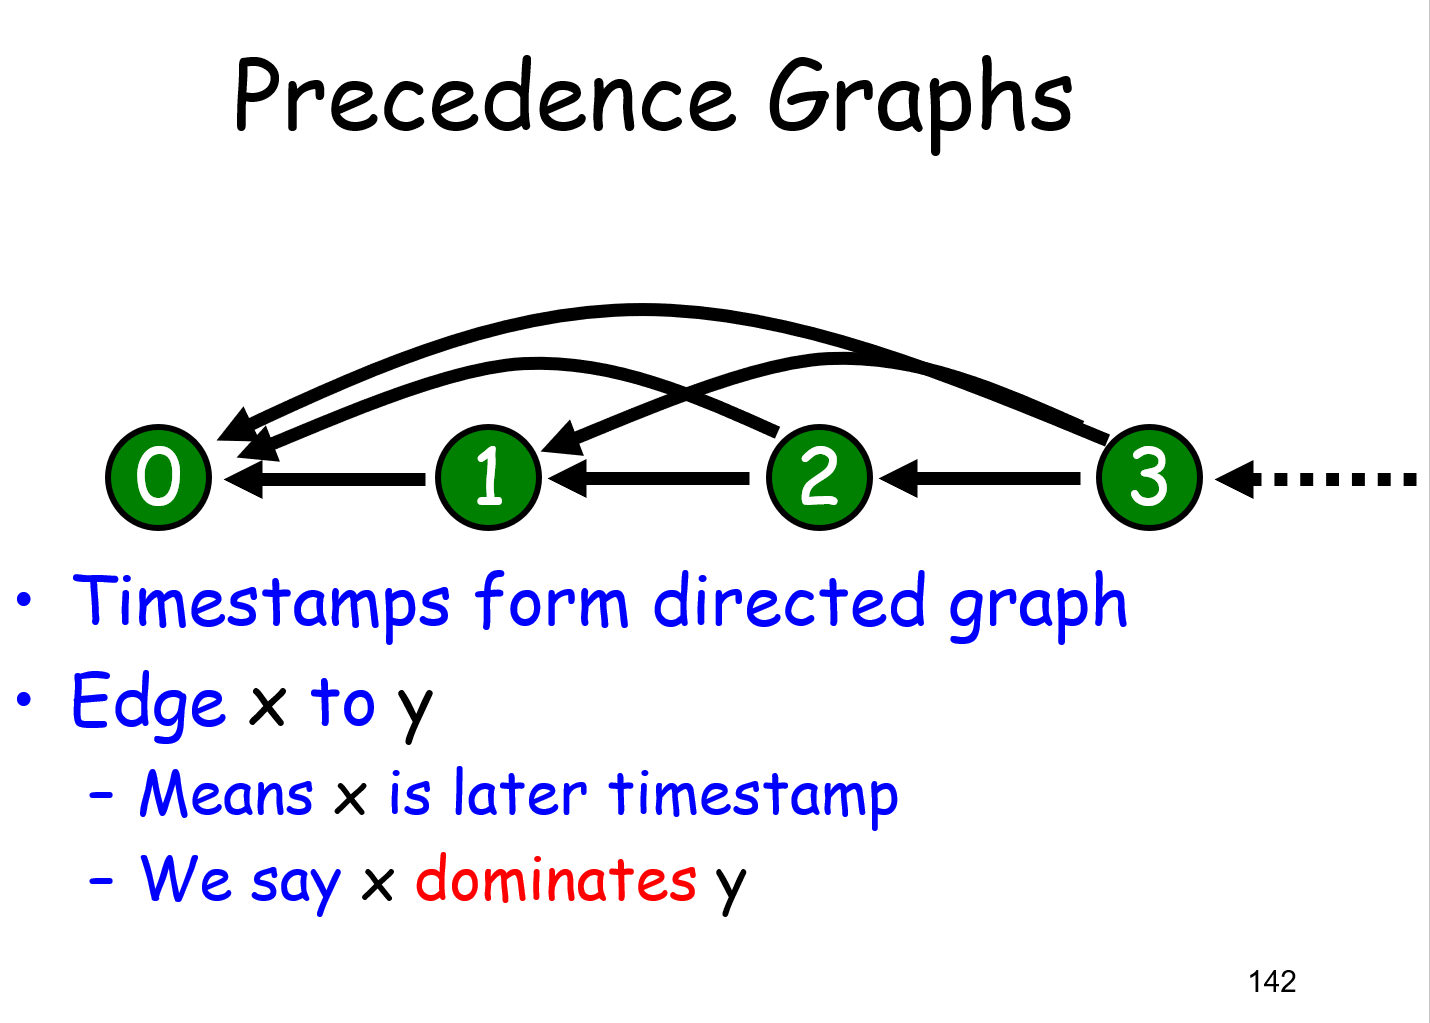 Precedence Graphs
0 1 2 3
• Timestamps form directed graph
• Edge x to y
– Means x is later timestamp
– We say x dominates y
142